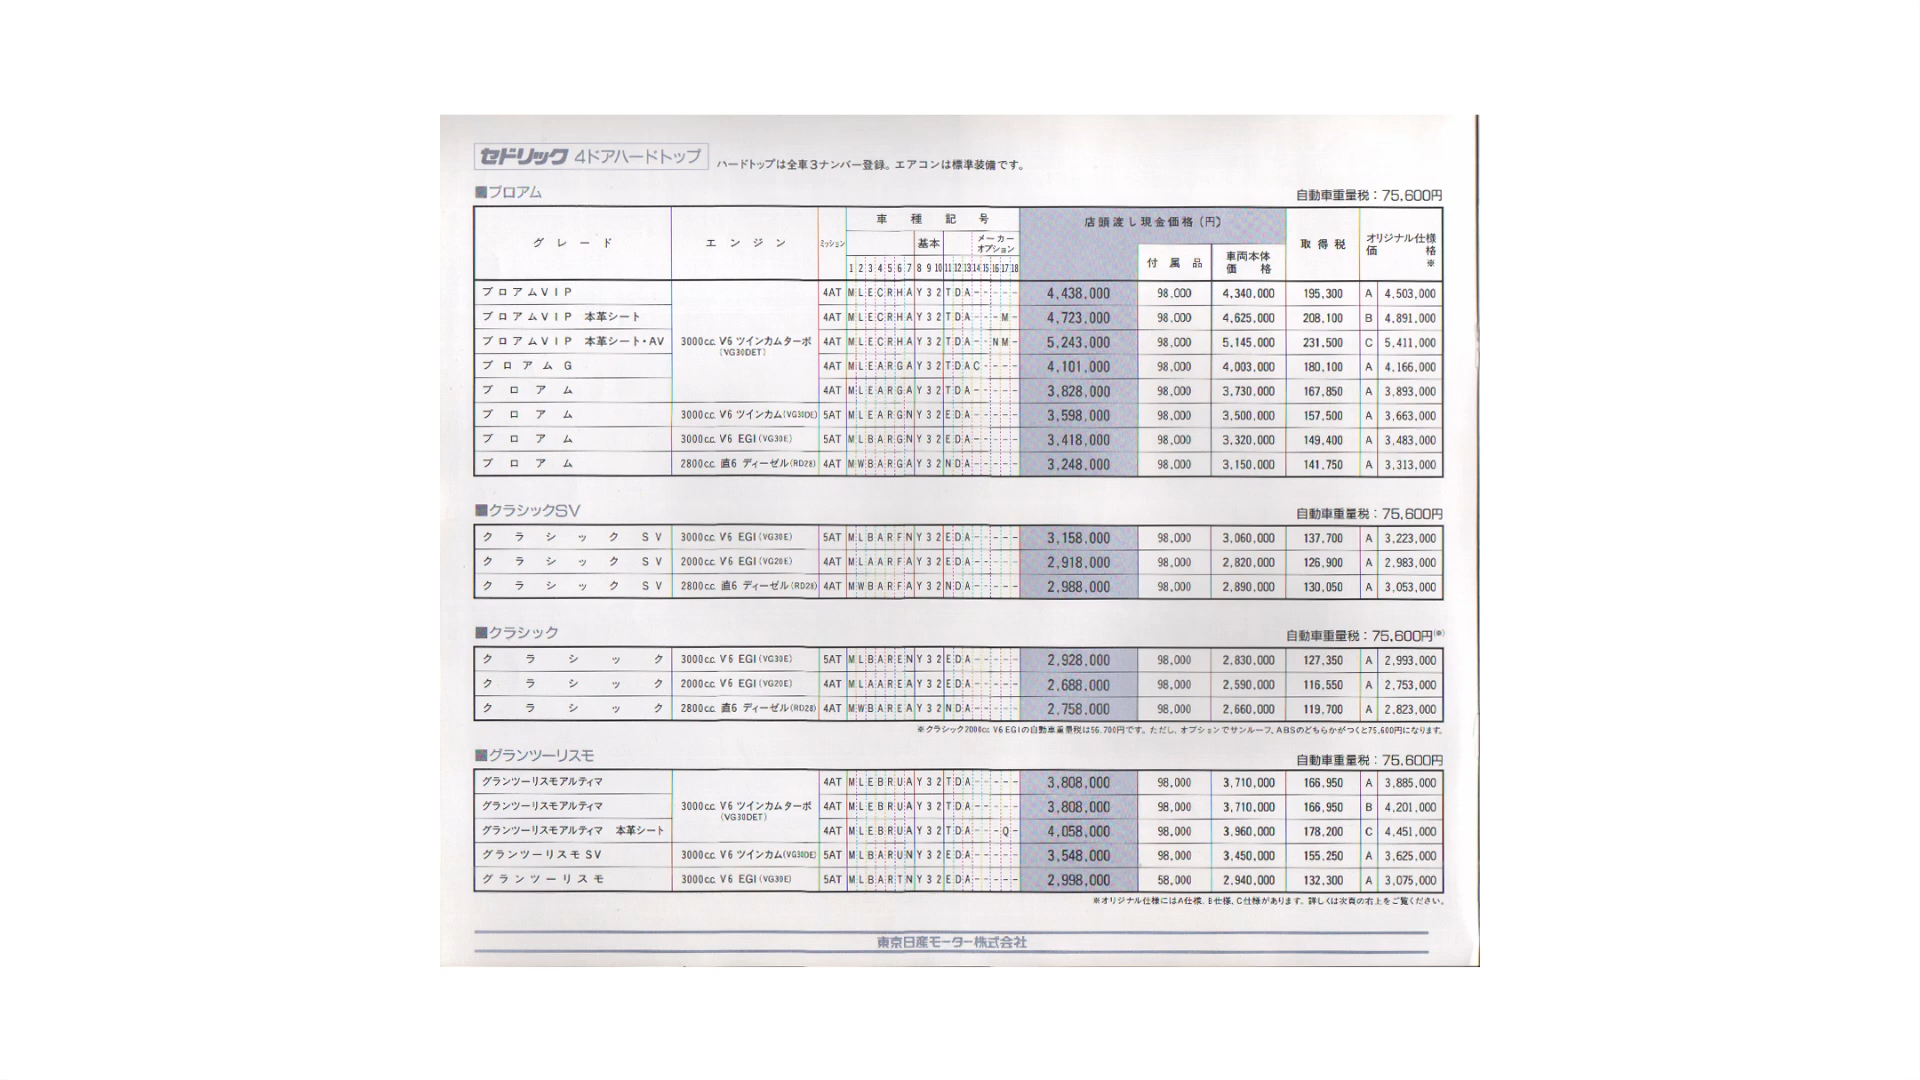 セドリック 4ドアハードトップ ハードトップは全車3ナンバー登録。エアコンは標準装備です。
■ブロアム 自動車重量税：75,600円
グレード エンジン ミッション 車種記号 店頭渡し現金価格(円) 取得税 オリジナル仕様価格※
基本 メーカーオプション 付属品 車両本体価格
1 2 3 4 5 6 7 8 9 10 11 12 13 14 15 16 17 18
ブロアムVIP 4AT MLECRHAY32TDA----- 4,438,000 98,000 4,340,000 195,300 A 4,503,000
ブロアムVIP 本革シート 4AT MLECRHAY32TDA---M- 4,723,000 98,000 4,625,000 208,100 B 4,891,000
ブロアムVIP 本革シート・AV 3000cc V6 ツインカムターボ (VG30DET) 4AT MLECRHAY32TDA--NM- 5,243,000 98,000 5,145,000 231,500 C 5,411,000
ブロアムG 4AT MLEARGAY32TDAC---- 4,101,000 98,000 4,003,000 180,100 A 4,166,000
ブロアム 4AT MLEARGAY32TDA----- 3,828,000 98,000 3,730,000 167,850 A 3,893,000
ブロアム 3000cc V6 ツインカム(VG30DE) 5AT MLEARGNY32EDA----- 3,598,000 98,000 3,500,000 157,500 A 3,663,000
ブロアム 3000cc V6 EGI(VG30E) 5AT MLBARGNY32EDA----- 3,418,000 98,000 3,320,000 149,400 A 3,483,000
ブロアム 2800cc 直6 ディーゼル(RD28) 4AT MWBARGAY32NDA----- 3,248,000 98,000 3,150,000 141,750 A 3,313,000
■クラシックSV 自動車重量税：75,600円
クラシックSV 3000cc V6 EGI(VG30E) 5AT MLBARFNY32EDA----- 3,158,000 98,000 3,060,000 137,700 A 3,223,000
クラシックSV 2000cc V6 EGI(VG20E) 4AT MLAARFAY32EDA----- 2,918,000 98,000 2,820,000 126,900 A 2,983,000
クラシックSV 2800cc 直6 ディーゼル(RD28) 4AT MWBARFAY32NDA----- 2,988,000 98,000 2,890,000 130,050 A 3,053,000
■クラシック 自動車重量税：75,600円(※)
クラシック 3000cc V6 EGI(VG30E) 5AT MLBARENY32EDA----- 2,928,000 98,000 2,830,000 127,350 A 2,993,000
クラシック 2000cc V6 EGI(VG20E) 4AT MLAAREAY32EDA----- 2,688,000 98,000 2,590,000 116,550 A 2,753,000
クラシック 2800cc 直6 ディーゼル(RD28) 4AT MWBAREAY32NDA----- 2,758,000 98,000 2,660,000 119,700 A 2,823,000
※クラシック2000cc V6 EGIの自動車重量税は56,700円です。ただし、オプションでサンルーフ、ABSのどちらかがつくと75,600円になります。
■グランツーリスモ 自動車重量税：75,600円
グランツーリスモアルティマ 4AT MLEBRUAY32TDA----- 3,808,000 98,000 3,710,000 166,950 A 3,885,000
グランツーリスモアルティマ 3000cc V6 ツインカムターボ (VG30DET) 4AT MLEBRUAY32TDA----- 3,808,000 98,000 3,710,000 166,950 B 4,201,000
グランツーリスモアルティマ 本革シート 4AT MLEBRUAY32TDA---Q- 4,058,000 98,000 3,960,000 178,200 C 4,451,000
グランツーリスモSV 3000cc V6 ツインカム(VG30DE) 5AT MLBARUNY32EDA----- 3,548,000 98,000 3,450,000 155,250 A 3,625,000
グランツーリスモ 3000cc V6 EGI(VG30E) 5AT MLBARTNY32EDA----- 2,998,000 58,000 2,940,000 132,300 A 3,075,000
※オリジナル仕様にはA仕様、B仕様、C仕様があります。詳しくは次頁の右上をご覧ください。
東京日産モーター株式会社